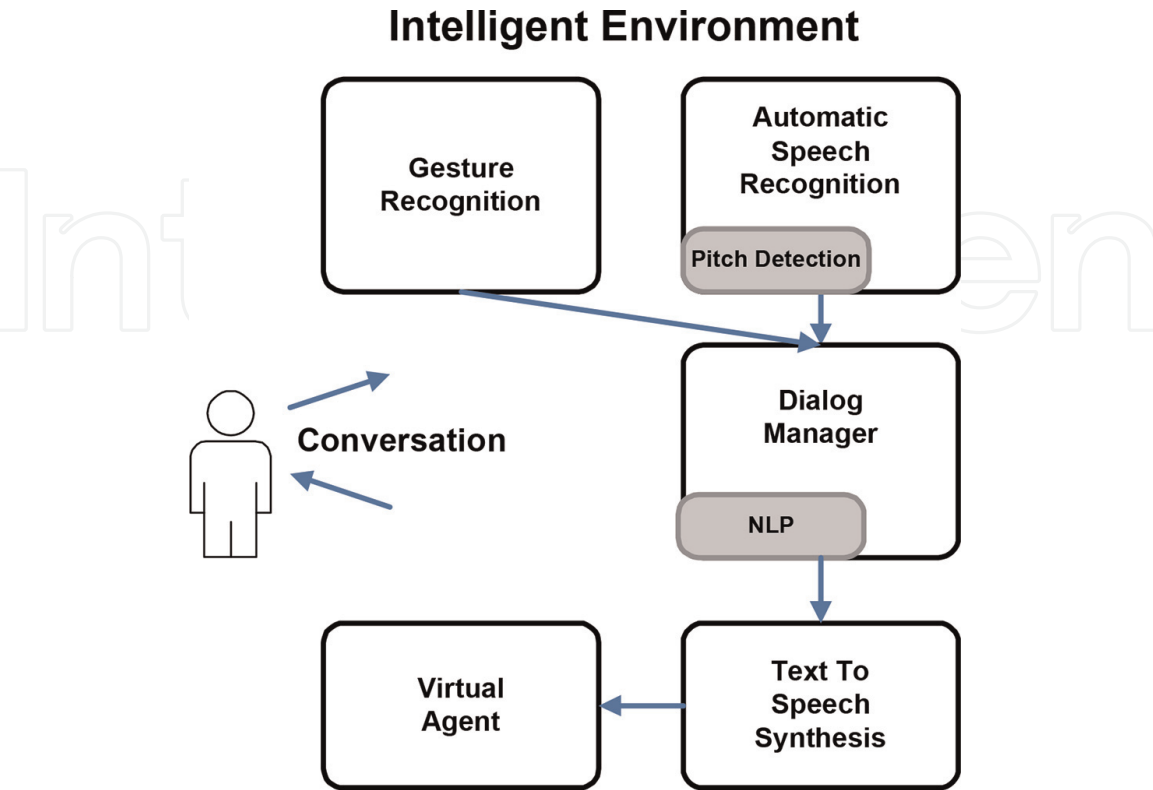 Intelligent Environment
Gesture
Recognition
Automatic
Speech
Recognition
Pitch Detection
Dialog
Manager
Conversation
NLP
Virtual
Agent
Text To
Speech
Synthesis